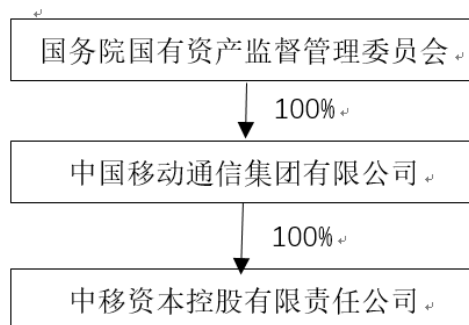 国务院国有资产监督管理委员会
100%
中国移动通信集团有限公司
100%
中移资本控股有限责任公司